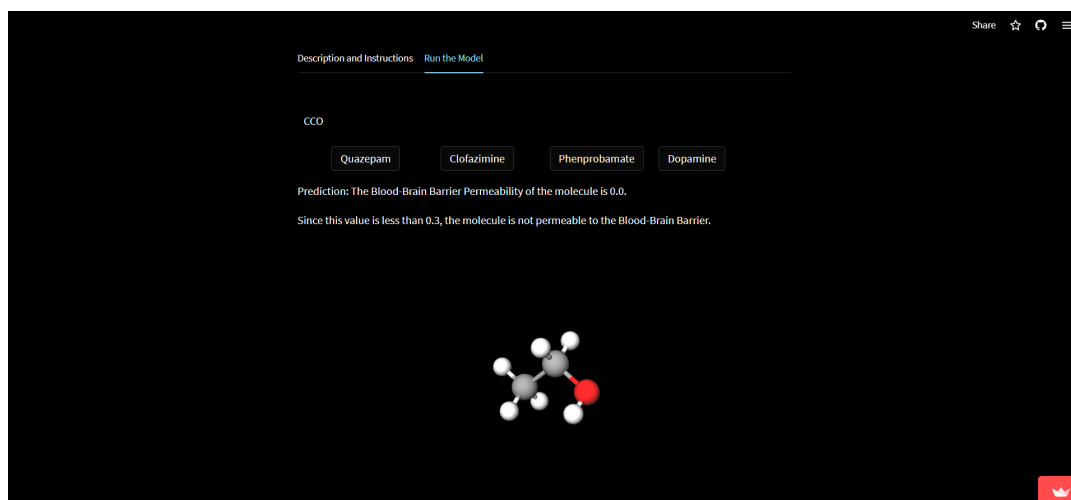 Share
Description and Instructions Run the Model
CCO
Quazepam Clofazimine Phenprobamate Dopamine
Prediction: The Blood-Brain Barrier Permeability of the molecule is 0.0.
Since this value is less than 0.3, the molecule is not permeable to the Blood-Brain Barrier.